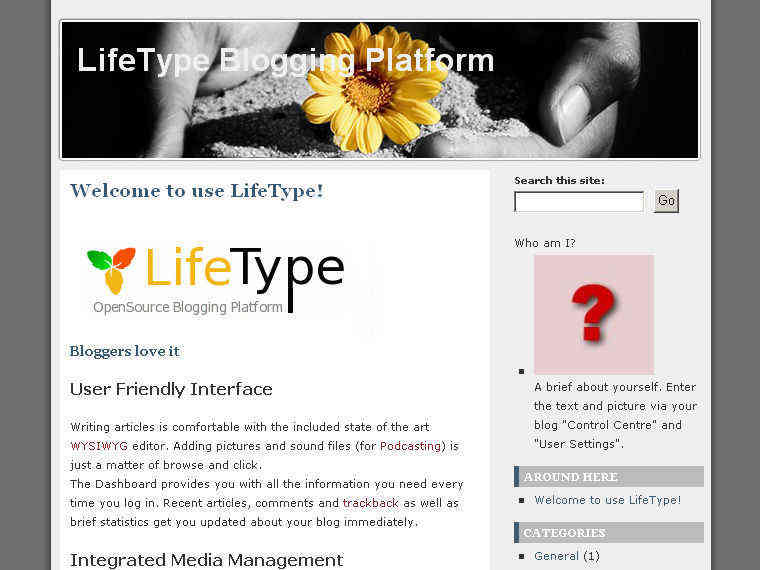 LifeType Blogging Platform
Welcome to use LifeType!
LifeType
OpenSource Blogging Platform
Bloggers love it
User Friendly Interface
Writing articles is comfortable with the included state of the art
WYSIWYG editor. Adding pictures and sound files (for Podcasting) is
just a matter of browse and click.
The Dashboard provides you with all the information you need every
time you log in. Recent articles, comments and trackback as well as
brief statistics get you updated about your blog immediately.
Integrated Media Management
Search this site:
Go
Who am I?
?
A brief about yourself. Enter
the text and picture via your
blog "Control Centre" and
"User Settings".
AROUND HERE
Welcome to use LifeType!
CATEGORIES
General (1)